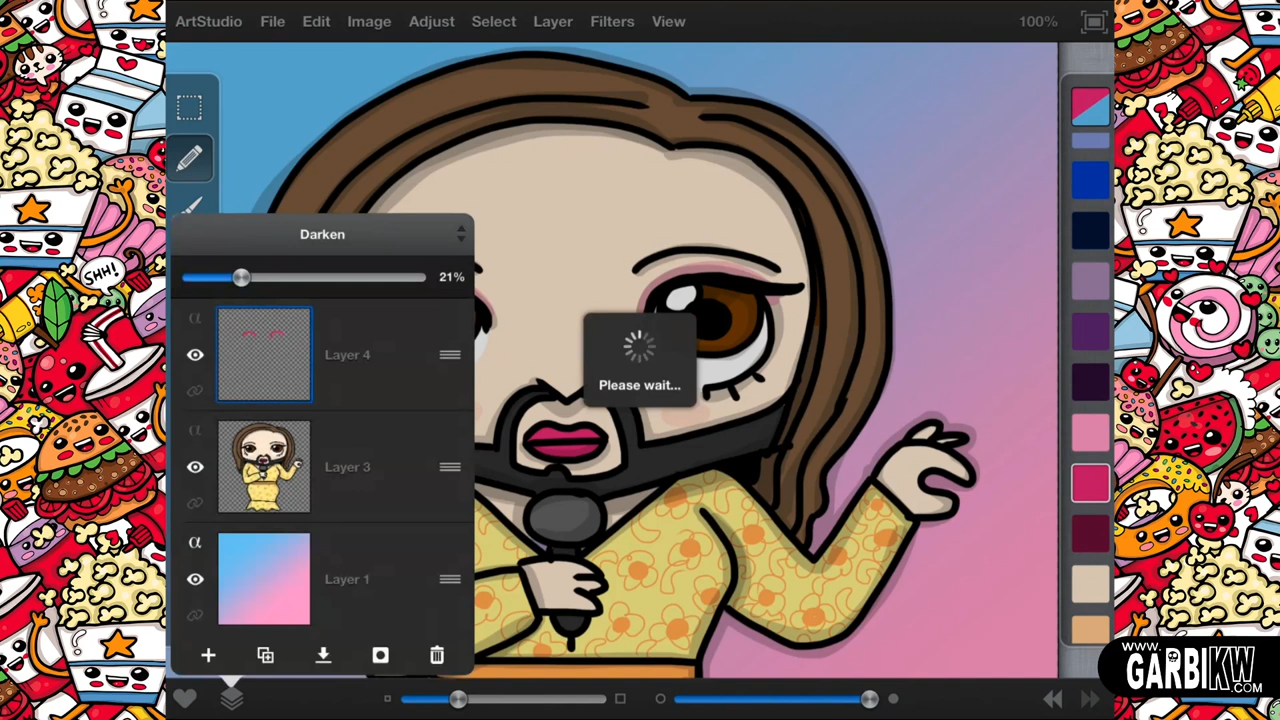 ArtStudio File Edit Image Adjust Select Layer Filters View 100%
Darken
21%
α
Layer 4
α
Layer 3
α
Layer 1
Please wait...
SHH!
WWW.
GARBIKW
.COM